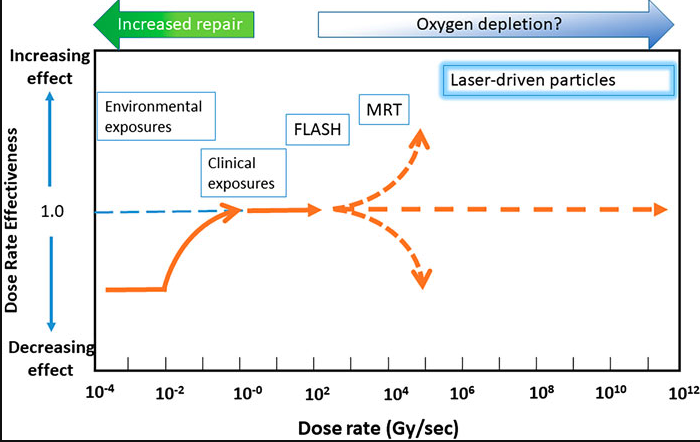 Increased repair
Oxygen depletion?
Increasing
effect
Laser-driven particles
Environmental
exposures
MRT
FLASH
Clinical
exposures
Dose Rate Effectiveness
1.0
Decreasing
effect
10-4 10-2 10-0 102 104 106 108 1010 1012
Dose rate (Gy/sec)